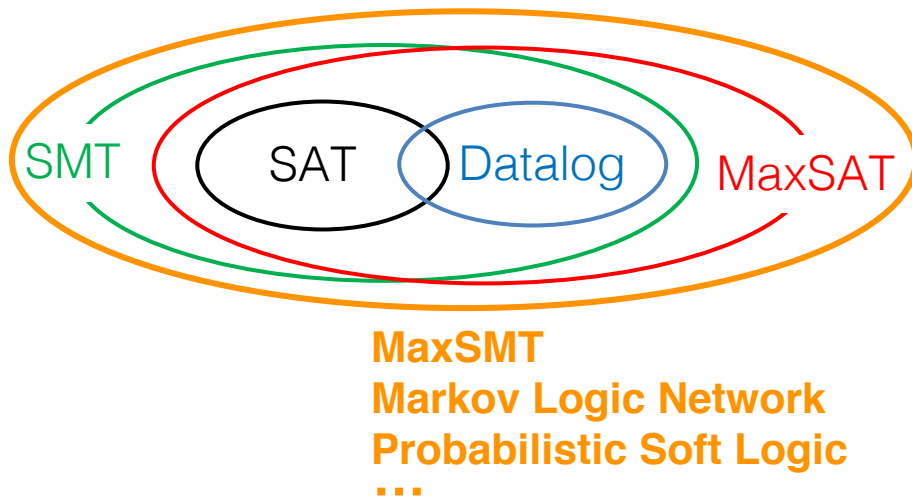 SMT
SAT
Datalog
MaxSAT
MaxSMT
Markov Logic Network
Probabilistic Soft Logic
...